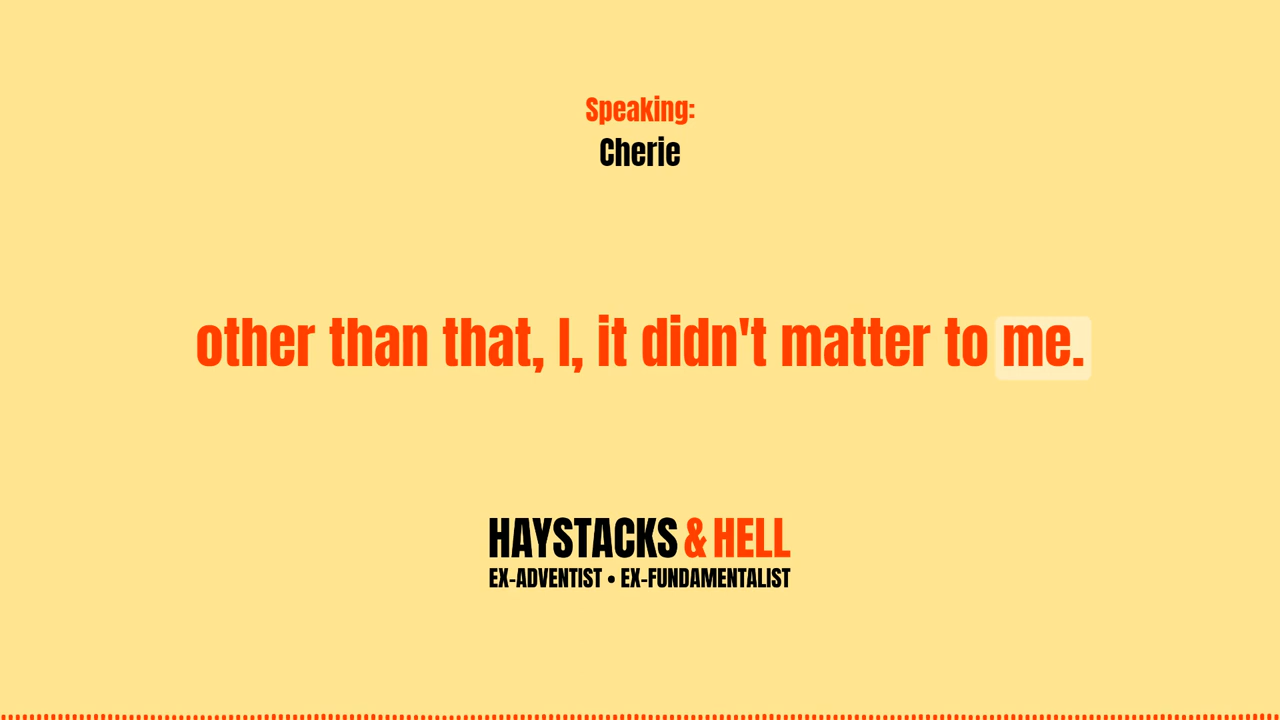 Speaking:
Cherie
other than that, I, it didn't matter to me.
HAYSTACKS & HELL
EX-ADVENTIST • EX-FUNDAMENTALIST